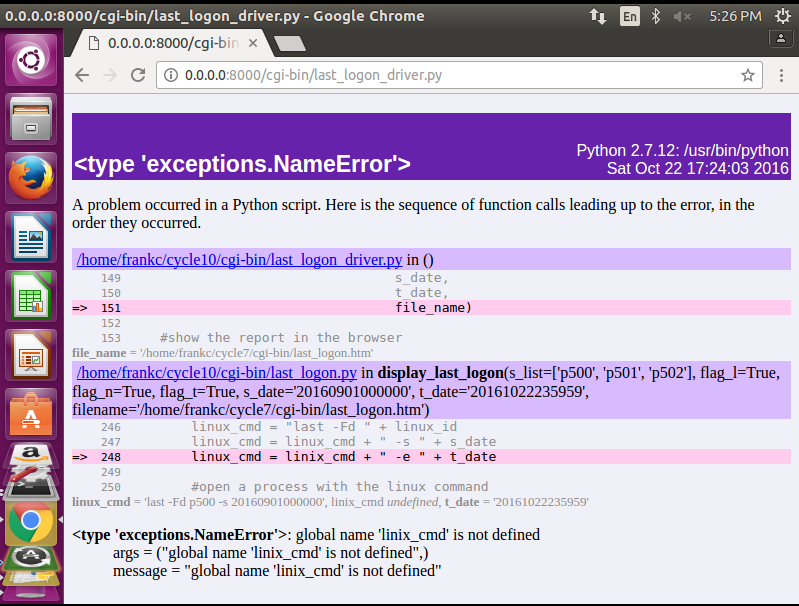 0.0.0.0:8000/cgi-bin/last_logon_driver.py - Google Chrome En 5:26 PM
0.0.0.0:8000/cgi-bin
0.0.0.0:8000/cgi-bin/last_logon_driver.py
<type 'exceptions.NameError'>
Python 2.7.12: /usr/bin/python
Sat Oct 22 17:24:03 2016
A problem occurred in a Python script. Here is the sequence of function calls leading up to the error, in the
order they occurred.
/home/frankc/cycle10/cgi-bin/last_logon_driver.py in ()
149 s_date,
150 t_date,
=> 151 file_name)
152
153 #show the report in the browser
file_name = '/home/frankc/cycle7/cgi-bin/last_logon.htm'
/home/frankc/cycle10/cgi-bin/last_logon.py in display_last_logon(s_list=['p500', 'p501', 'p502'], flag_l=True,
flag_n=True, flag_t=True, s_date='20160901000000', t_date='20161022235959',
filename='/home/frankc/cycle7/cgi-bin/last_logon.htm')
246 linux_cmd = "last -Fd " + linux_id
247 linux_cmd = linux_cmd + " -s " + s_date
=> 248 linux_cmd = linix_cmd + " -e " + t_date
249
250 #open a process with the linux command
linux_cmd = 'last -Fd p500 -s 20160901000000', linix_cmd undefined, t_date = '20161022235959'
<type 'exceptions.NameError'>: global name 'linix_cmd' is not defined
args = ("global name 'linix_cmd' is not defined",)
message = "global name 'linix_cmd' is not defined"